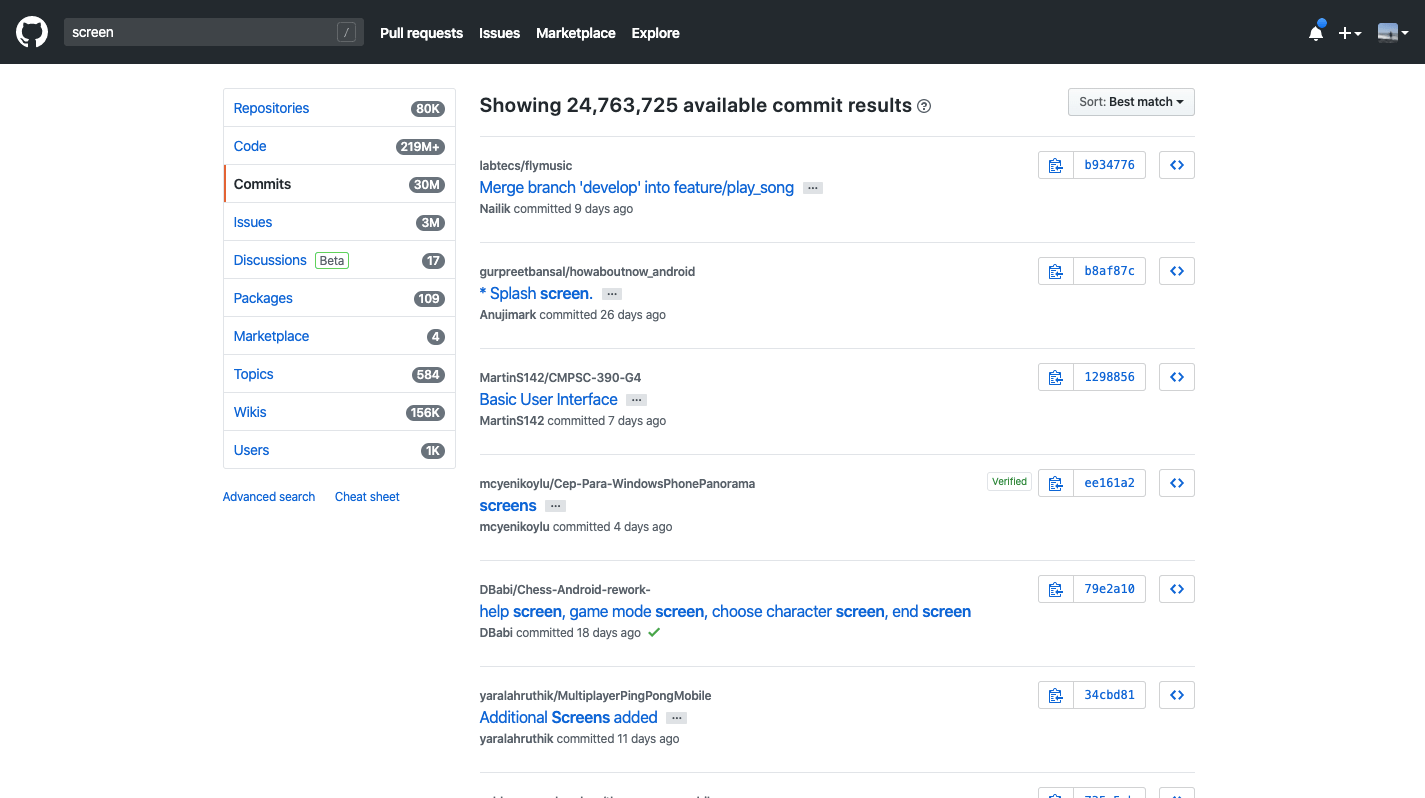 screen /
Pull requests Issues Marketplace Explore
Repositories 80K
Code 219M+
Commits 30M
Issues 3M
Discussions Beta 17
Packages 109
Marketplace 4
Topics 584
Wikis 156K
Users 1K
Advanced search Cheat sheet
Showing 24,763,725 available commit results
Sort: Best match
labtecs/flymusic
Merge branch 'develop' into feature/play_song …
Nailik committed 9 days ago
b934776
gurpreetbansal/howaboutnow_android
* Splash screen. …
Anujimark committed 26 days ago
b8af87c
MartinS142/CMPSC-390-G4
Basic User Interface …
MartinS142 committed 7 days ago
1298856
mcyenikoylu/Cep-Para-WindowsPhonePanorama
screens …
mcyenikoylu committed 4 days ago
Verified
ee161a2
DBabi/Chess-Android-rework-
help screen, game mode screen, choose character screen, end screen
DBabi committed 18 days ago
79e2a10
yaralahruthik/MultiplayerPingPongMobile
Additional Screens added …
yaralahruthik committed 11 days ago
34cbd81